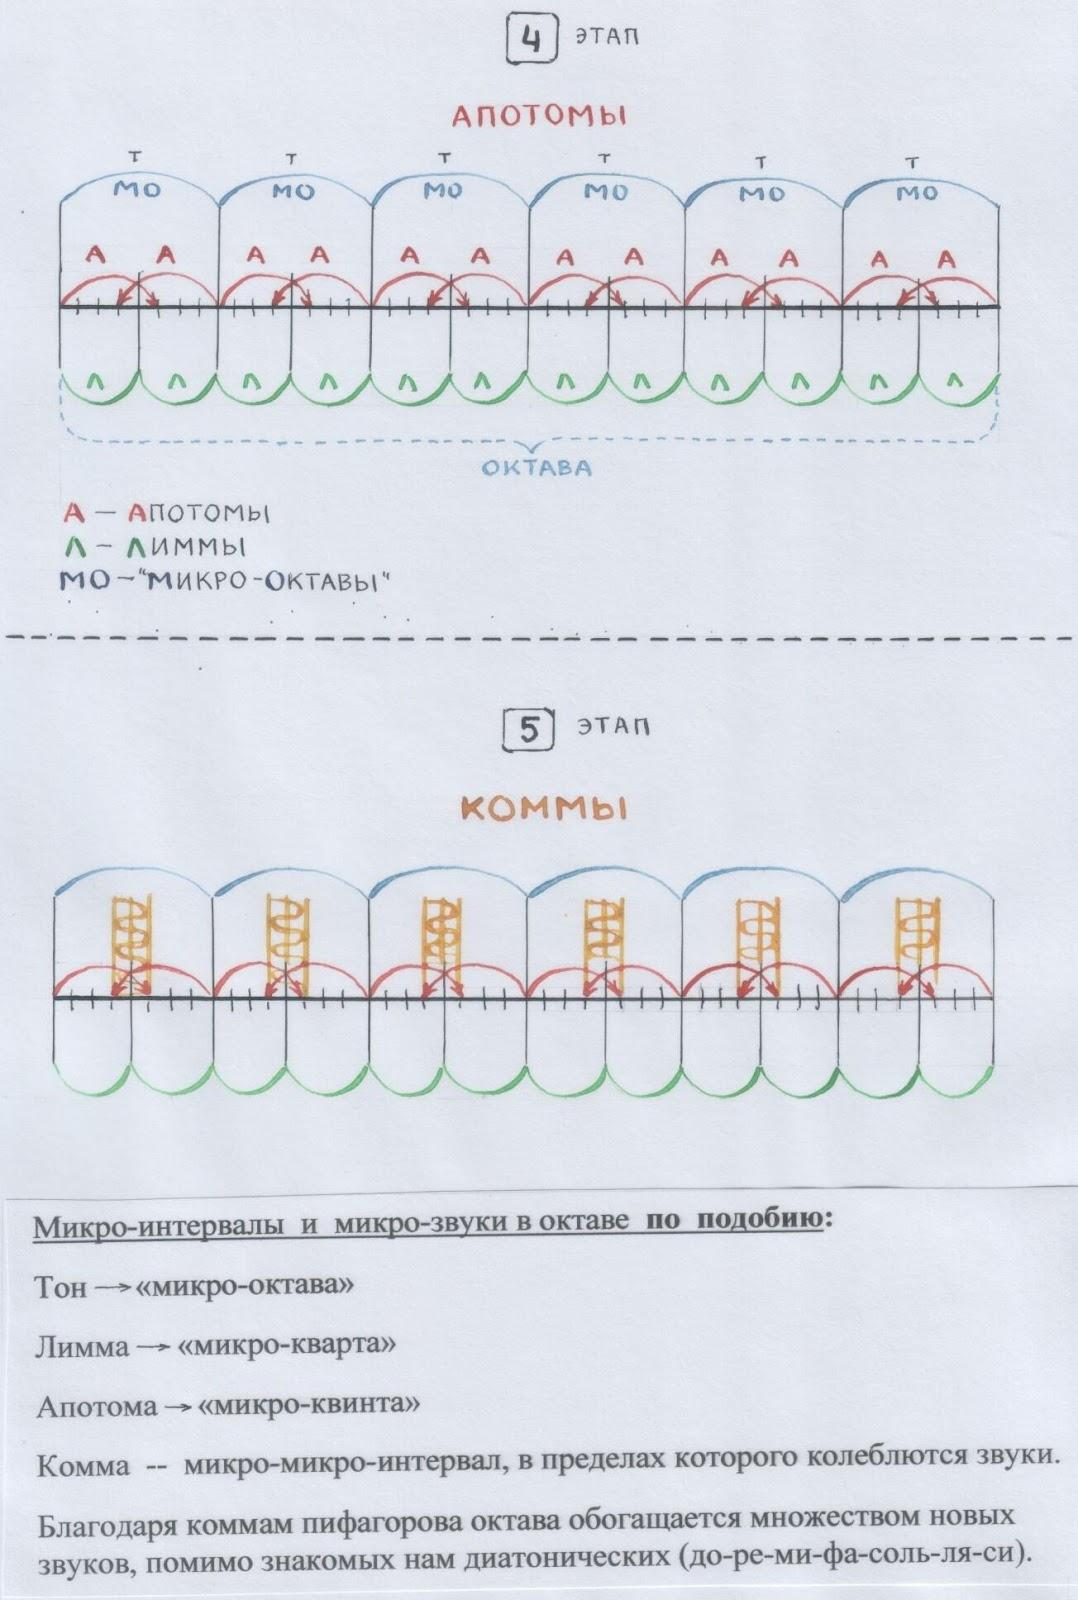 4 ЭТАП
АПОТОМЫ
Т Т Т Т Т Т
МО МО МО МО МО МО
А А А А А А А А А А А А
Л Л Л Л Л Л Л Л Л Л Л Л
ОКТАВА
А — АПОТОМЫ
Л – ЛИММЫ
МО – "МИКРО-ОКТАВЫ"
5 ЭТАП
КОММЫ
Микро-интервалы и микро-звуки в октаве по подобию:
Тон → «микро-октава»
Лимма → «микро-кварта»
Апотома → «микро-квинта»
Комма -- микро-микро-интервал, в пределах которого колеблются звуки.
Благодаря коммам пифагорова октава обогащается множеством новых
звуков, помимо знакомых нам диатонических (до-ре-ми-фа-соль-ля-си).